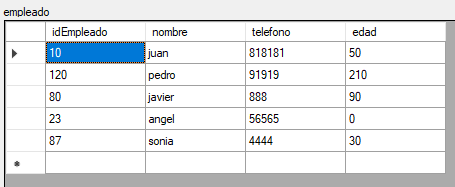 empleado
idEmpleado nombre telefono edad
10 juan 818181 50
120 pedro 91919 210
80 javier 888 90
23 angel 56565 0
87 sonia 4444 30